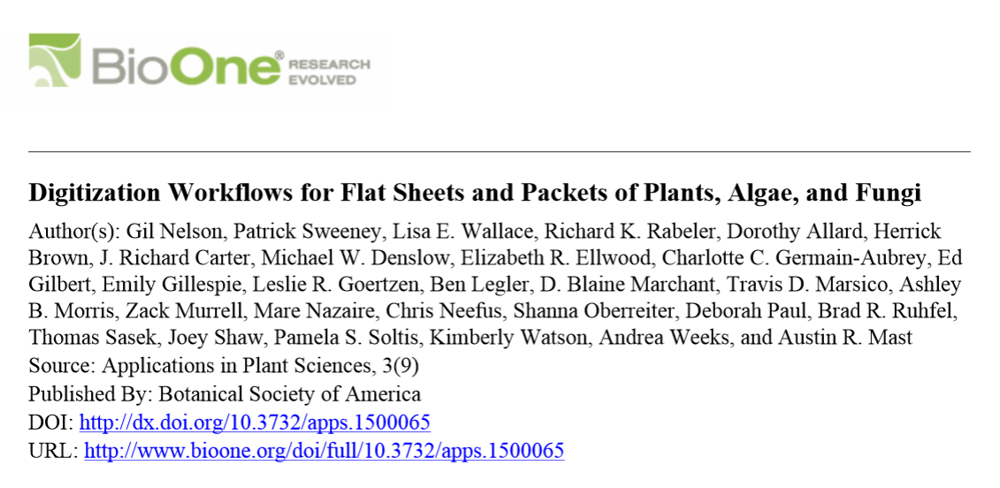 BioOne® RESEARCH EVOLVED
Digitization Workflows for Flat Sheets and Packets of Plants, Algae, and Fungi
Author(s): Gil Nelson, Patrick Sweeney, Lisa E. Wallace, Richard K. Rabeler, Dorothy Allard, Herrick
Brown, J. Richard Carter, Michael W. Denslow, Elizabeth R. Ellwood, Charlotte C. Germain-Aubrey, Ed
Gilbert, Emily Gillespie, Leslie R. Goertzen, Ben Legler, D. Blaine Marchant, Travis D. Marsico, Ashley
B. Morris, Zack Murrell, Mare Nazaire, Chris Neefus, Shanna Oberreiter, Deborah Paul, Brad R. Ruhfel,
Thomas Sasek, Joey Shaw, Pamela S. Soltis, Kimberly Watson, Andrea Weeks, and Austin R. Mast
Source: Applications in Plant Sciences, 3(9)
Published By: Botanical Society of America
DOI: http://dx.doi.org/10.3732/apps.1500065
URL: http://www.bioone.org/doi/full/10.3732/apps.1500065